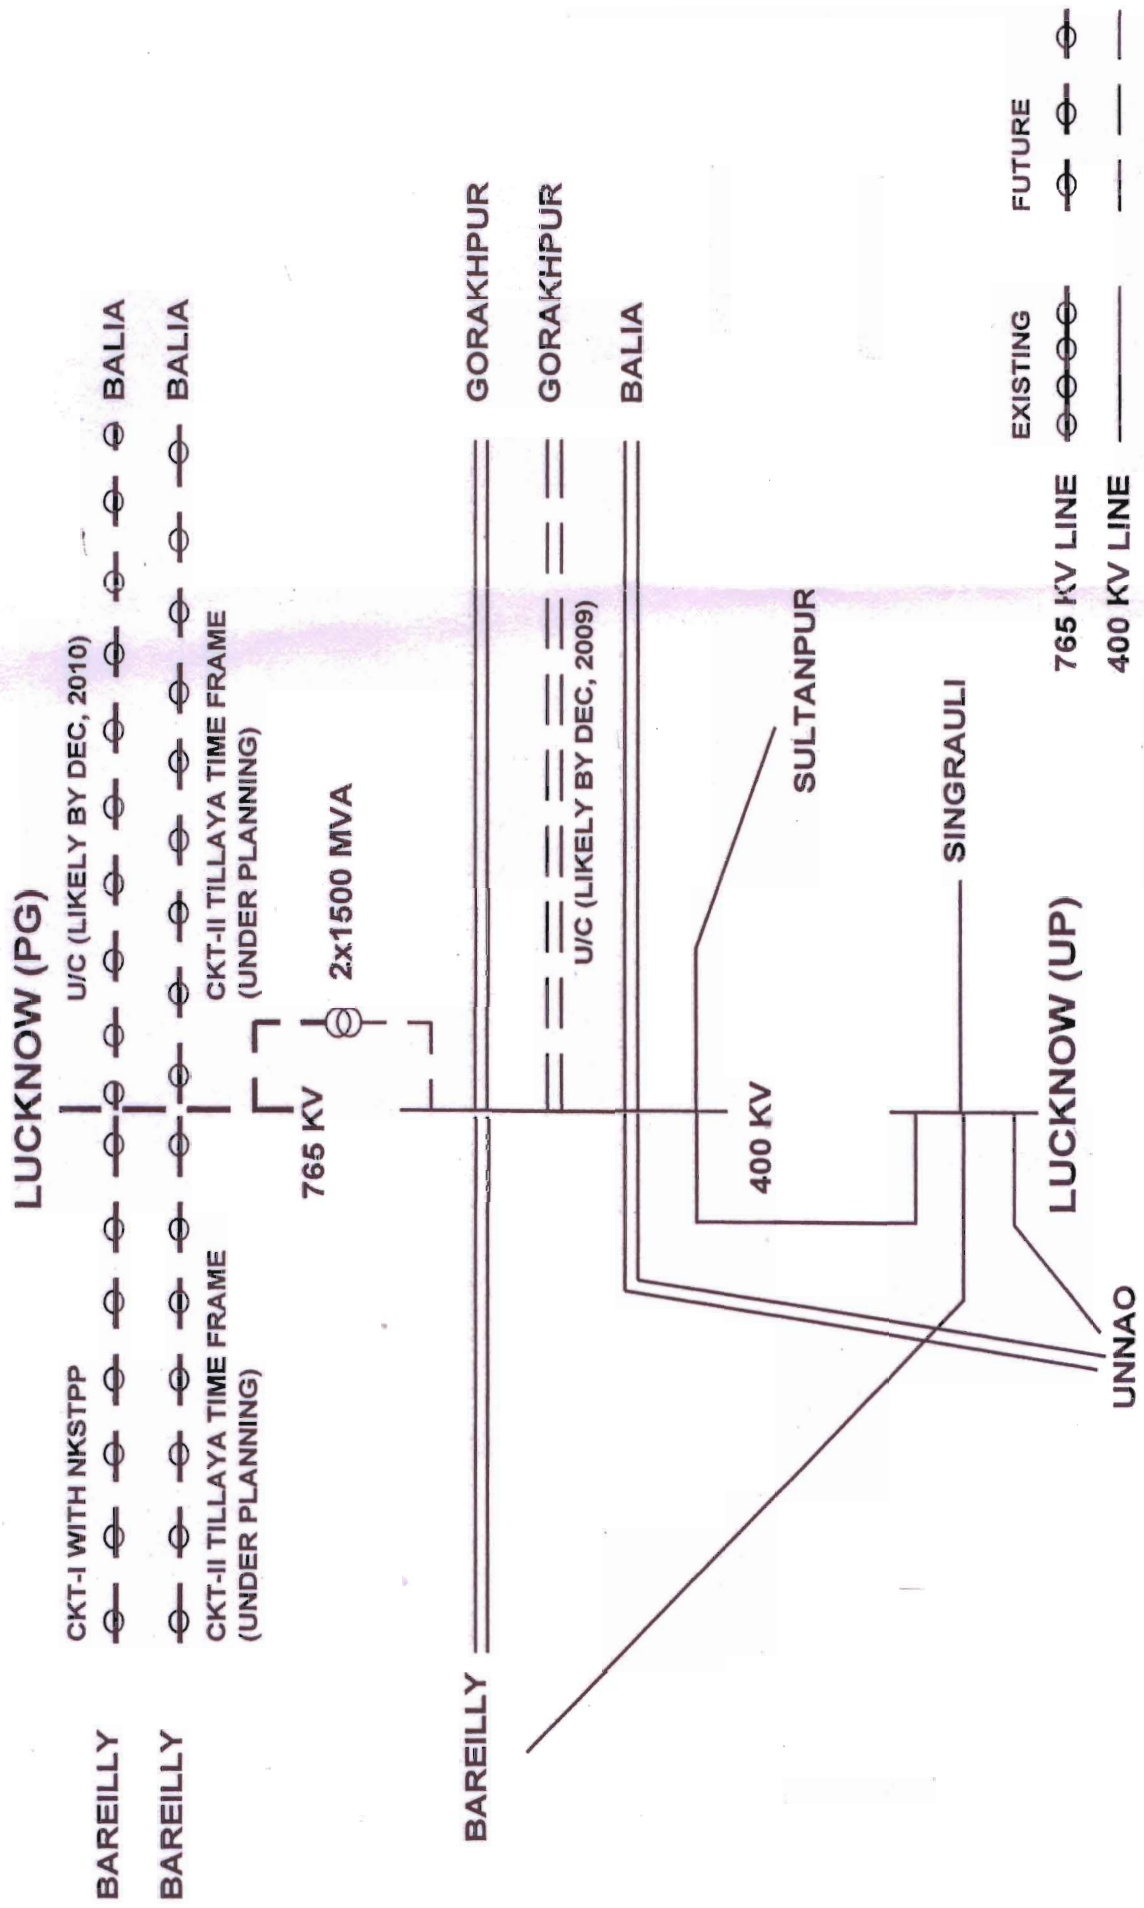 LUCKNOW (PG)
CKT-I WITH NKSTPP
U/C (LIKELY BY DEC, 2010)
BAREILLY
BALIA
BAREILLY
BALIA
CKT-II TILLAYA TIME FRAME
(UNDER PLANNING)
CKT-II TILLAYA TIME FRAME
(UNDER PLANNING)
765 KV
2x1500 MVA
BAREILLY
GORAKHPUR
GORAKHPUR
U/C (LIKELY BY DEC, 2009)
BALIA
400 KV
SULTANPUR
SINGRAULI
LUCKNOW (UP)
UNNAO
EXISTING
FUTURE
765 KV LINE
400 KV LINE